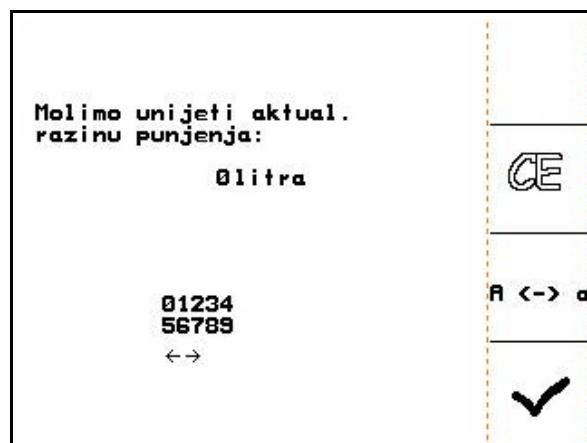 Molimo unijeti aktual.
razinu punjenja:
0litra
CE
A <-> a
01234
56789
←→